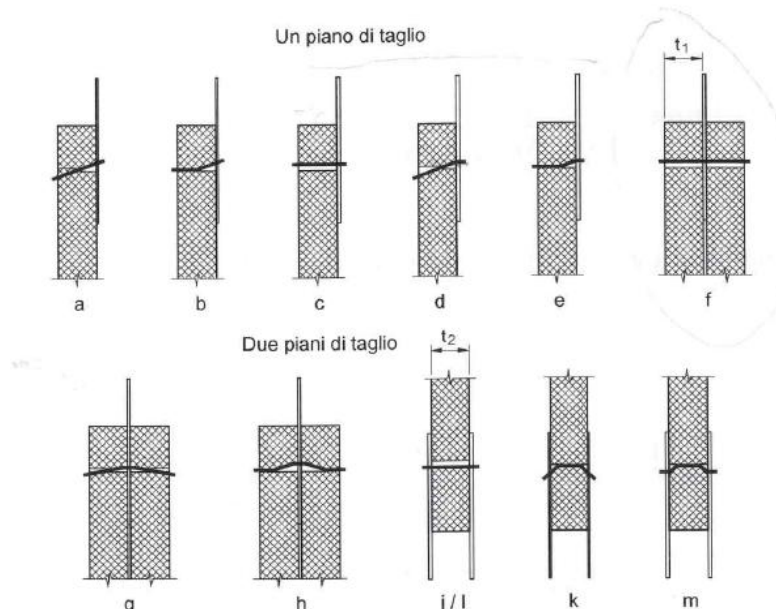 Un piano di taglio
t₁
a b c d e f
Due piani di taglio
t₂
g h j / l k m